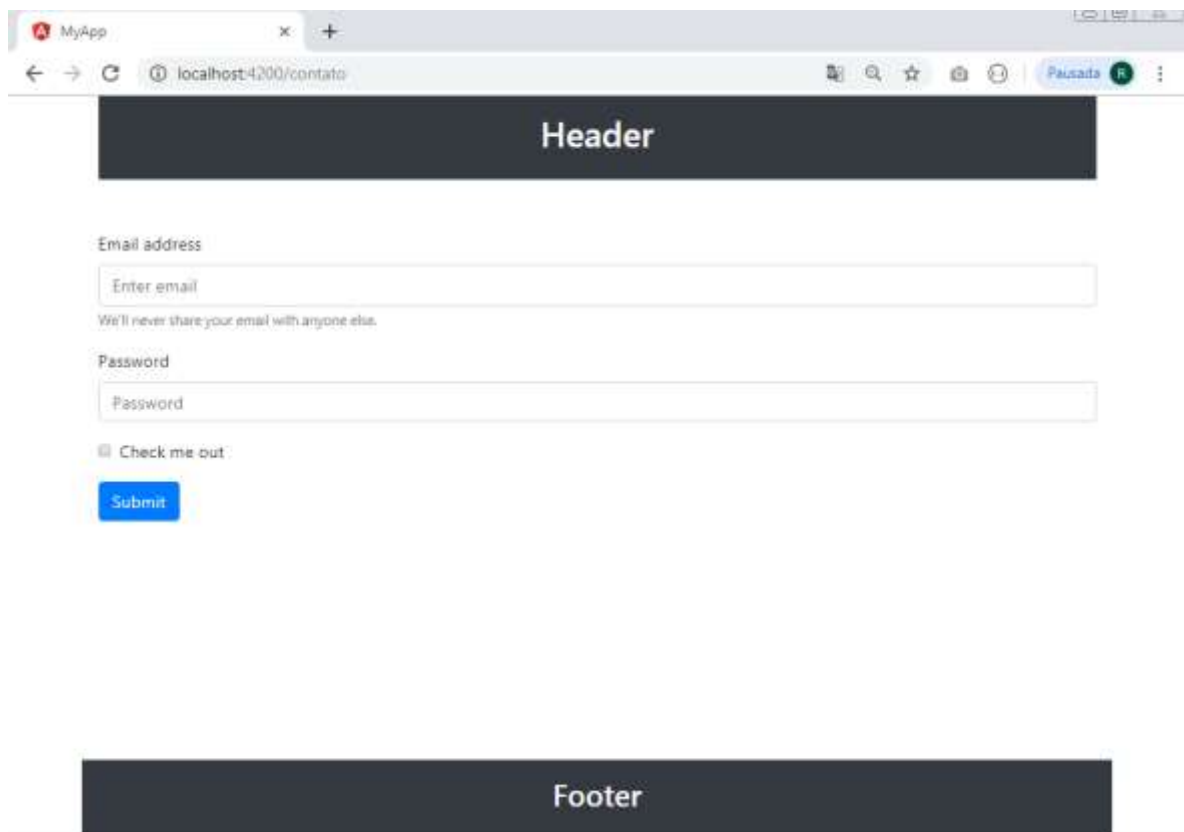 MyApp
localhost:4200/contato
Pausada R
Header
Email address
Enter email
We'll never share your email with anyone else.
Password
Password
Check me out
Submit
Footer